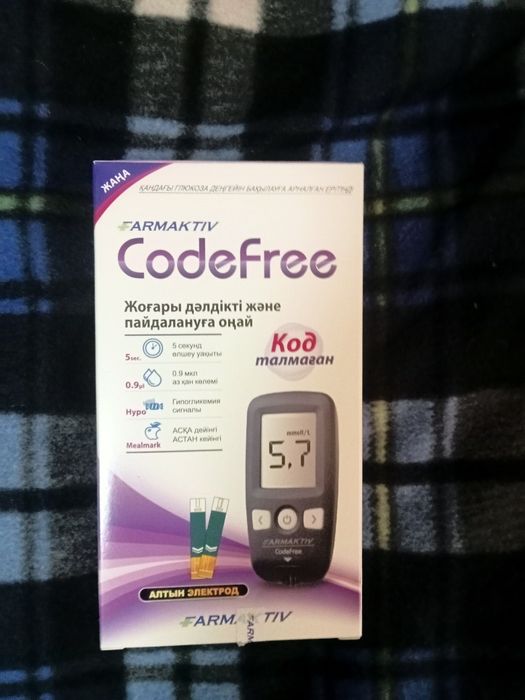 ЖАҢА
ҚАНДАҒЫ ГЛЮКОЗА ДЕҢГЕЙІН БАҚЫЛАУҒА АРНАЛҒАН ЕРІТІНДІ
FARMAKTIV
CodeFree
Жоғары дәлдікті және
пайдалануға оңай
Код
талмаған
5sec.
5 секунд
өлшеу уақыты
0.9µl
0.9 мкл
аз қан көлемі
Hypo
Гипогликемия
сигналы
Mealmark
АСҚА дейінгі
АСТАН кейінгі
mmol/L
5.7
FARMAKTIV
CodeFree
АЛТЫН ЭЛЕКТРОД
FARMAKTIV
FARM